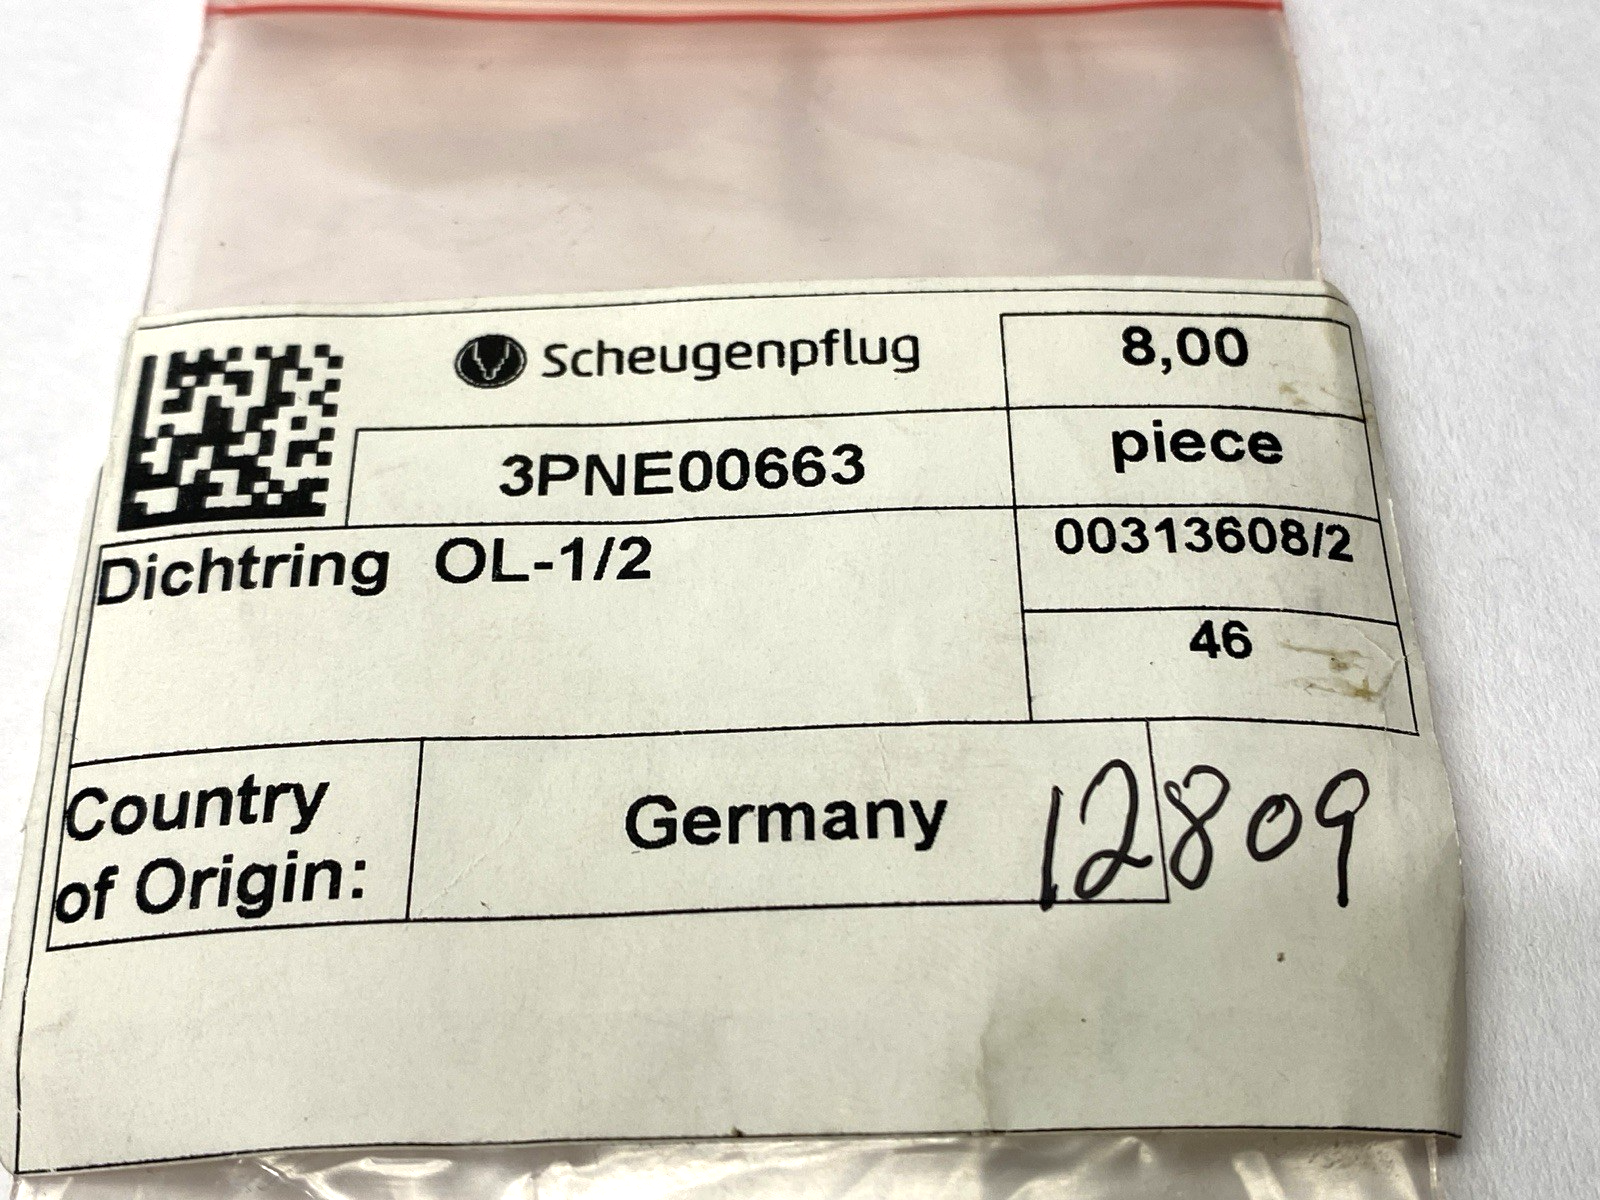 Scheugenpflug
8,00
3PNE00663
piece
Dichtring OL-1/2
00313608/2
46
Country
of Origin:
Germany
12809